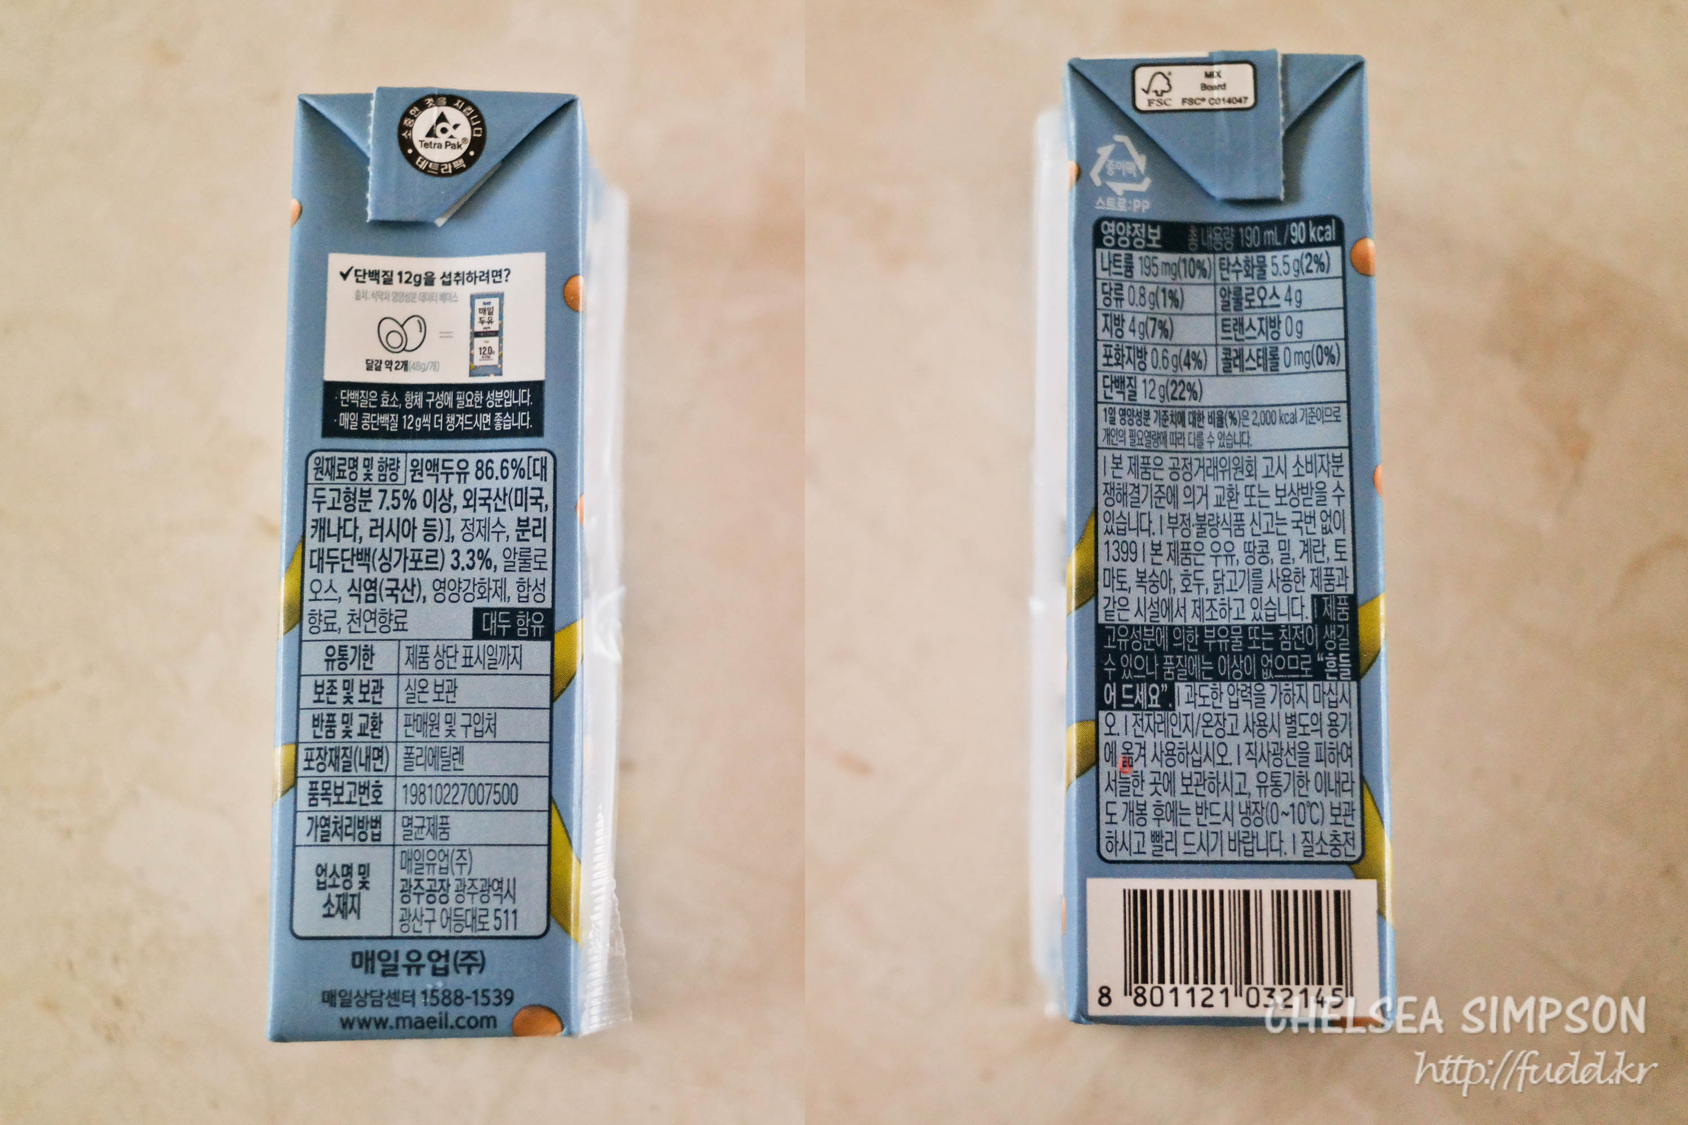 소중한 것을 지킵니다
Tetra Pak®
테트라팩
✓단백질 12g을 섭취하려면?
출처: 식약처 영양성분 데이터 베이스
매일
두유
12.0g
달걀 약 2개(48g/개)
· 단백질은 효소, 항체 구성에 필요한 성분입니다.
· 매일 콩단백질 12g씩 더 챙겨드시면 좋습니다.
원재료명 및 함량 원액두유 86.6%[대
두고형분 7.5% 이상, 외국산(미국,
캐나다, 러시아 등)], 정제수, 분리
대두단백(싱가포르) 3.3%, 알룰로
오스, 식염(국산), 영양강화제, 합성
향료, 천연향료 대두 함유
유통기한 제품 상단 표시일까지
보존 및 보관 실온 보관
반품 및 교환 판매원 및 구입처
포장재질(내면) 폴리에틸렌
품목보고번호 19810227007500
가열처리방법 멸균제품
업소명 및
소재지
매일유업(주)
광주공장 광주광역시
광산구 어등대로 511
매일유업(주)
매일상담센터 1588-1539
www.maeil.com
FSC
MIX
Board
FSC® C014047
종이팩
스트로:PP
영양정보 총 내용량 190 mL/90 kcal
나트륨 195 mg(10%) 탄수화물 5.5 g(2%)
당류 0.8 g(1%) 알룰로오스 4 g
지방 4 g(7%) 트랜스지방 0 g
포화지방 0.6 g(4%) 콜레스테롤 0 mg(0%)
단백질 12 g(22%)
1일 영양성분 기준치에 대한 비율(%)은 2,000 kcal 기준이므로
개인의 필요열량에 따라 다를 수 있습니다.
| 본 제품은 공정거래위원회 고시 소비자분
쟁해결기준에 의거 교환 또는 보상받을 수
있습니다. | 부정·불량식품 신고는 국번 없이
1399 | 본 제품은 우유, 땅콩, 밀, 계란, 토
마토, 복숭아, 호두, 닭고기를 사용한 제품과
같은 시설에서 제조하고 있습니다. | 제품
고유성분에 의한 부유물 또는 침전이 생길
수 있으나 품질에는 이상이 없으므로 “흔들
어 드세요”. | 과도한 압력을 가하지 마십시
오. | 전자레인지/온장고 사용시 별도의 용기
에 옮겨 사용하십시오. | 직사광선을 피하여
서늘한 곳에 보관하시고, 유통기한 이내라
도 개봉 후에는 반드시 냉장(0~10℃) 보관
하시고 빨리 드시기 바랍니다. | 질소충전
8 801121 032145
CHELSEA SIMPSON
http://fudd.kr